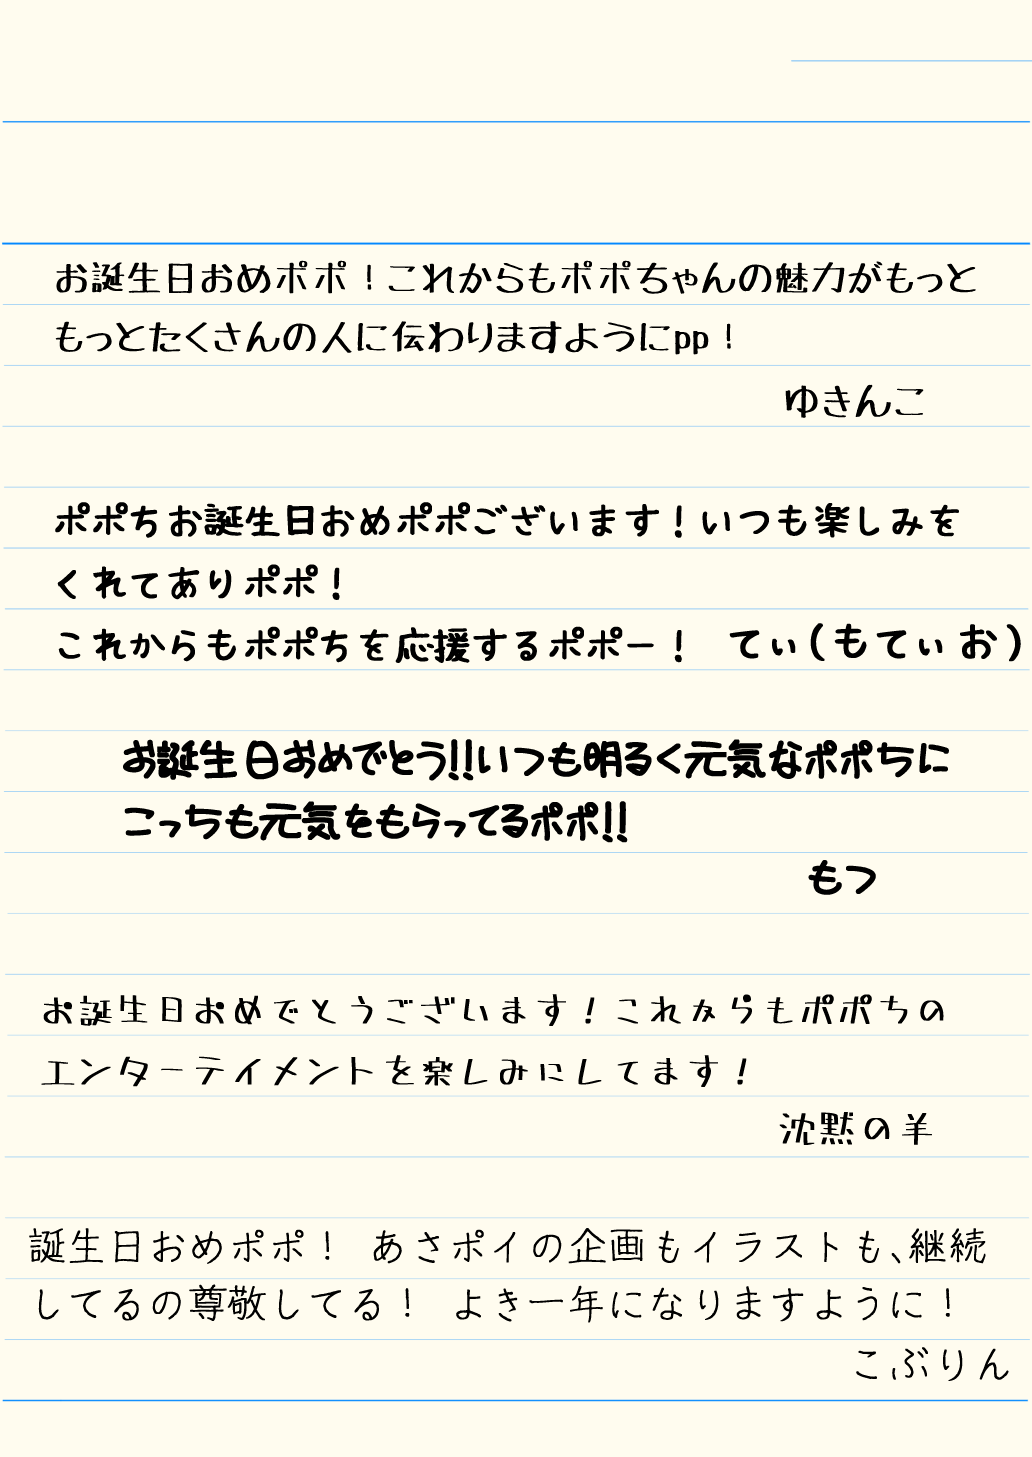 お誕生日おめポポ！これからもポポちゃんの魅力がもっと
もっとたくさんの人に伝わりますようにpp！
ゆきんこ
ポポちお誕生日おめポポございます！いつも楽しみを
くれてありポポ！
これからもポポちを応援するポポー！　てぃ(もてぃお)
お誕生日おめでとう!!いつも明るく元気なポポちに
こっちも元気をもらってるポポ!!
もつ
お誕生日おめでとうございます！これからもポポちの
エンターテイメントを楽しみにしてます！
沈黙の羊
誕生日おめポポ！　あさポイの企画もイラストも、継続
してるの尊敬してる！　よき一年になりますように！
こぶりん